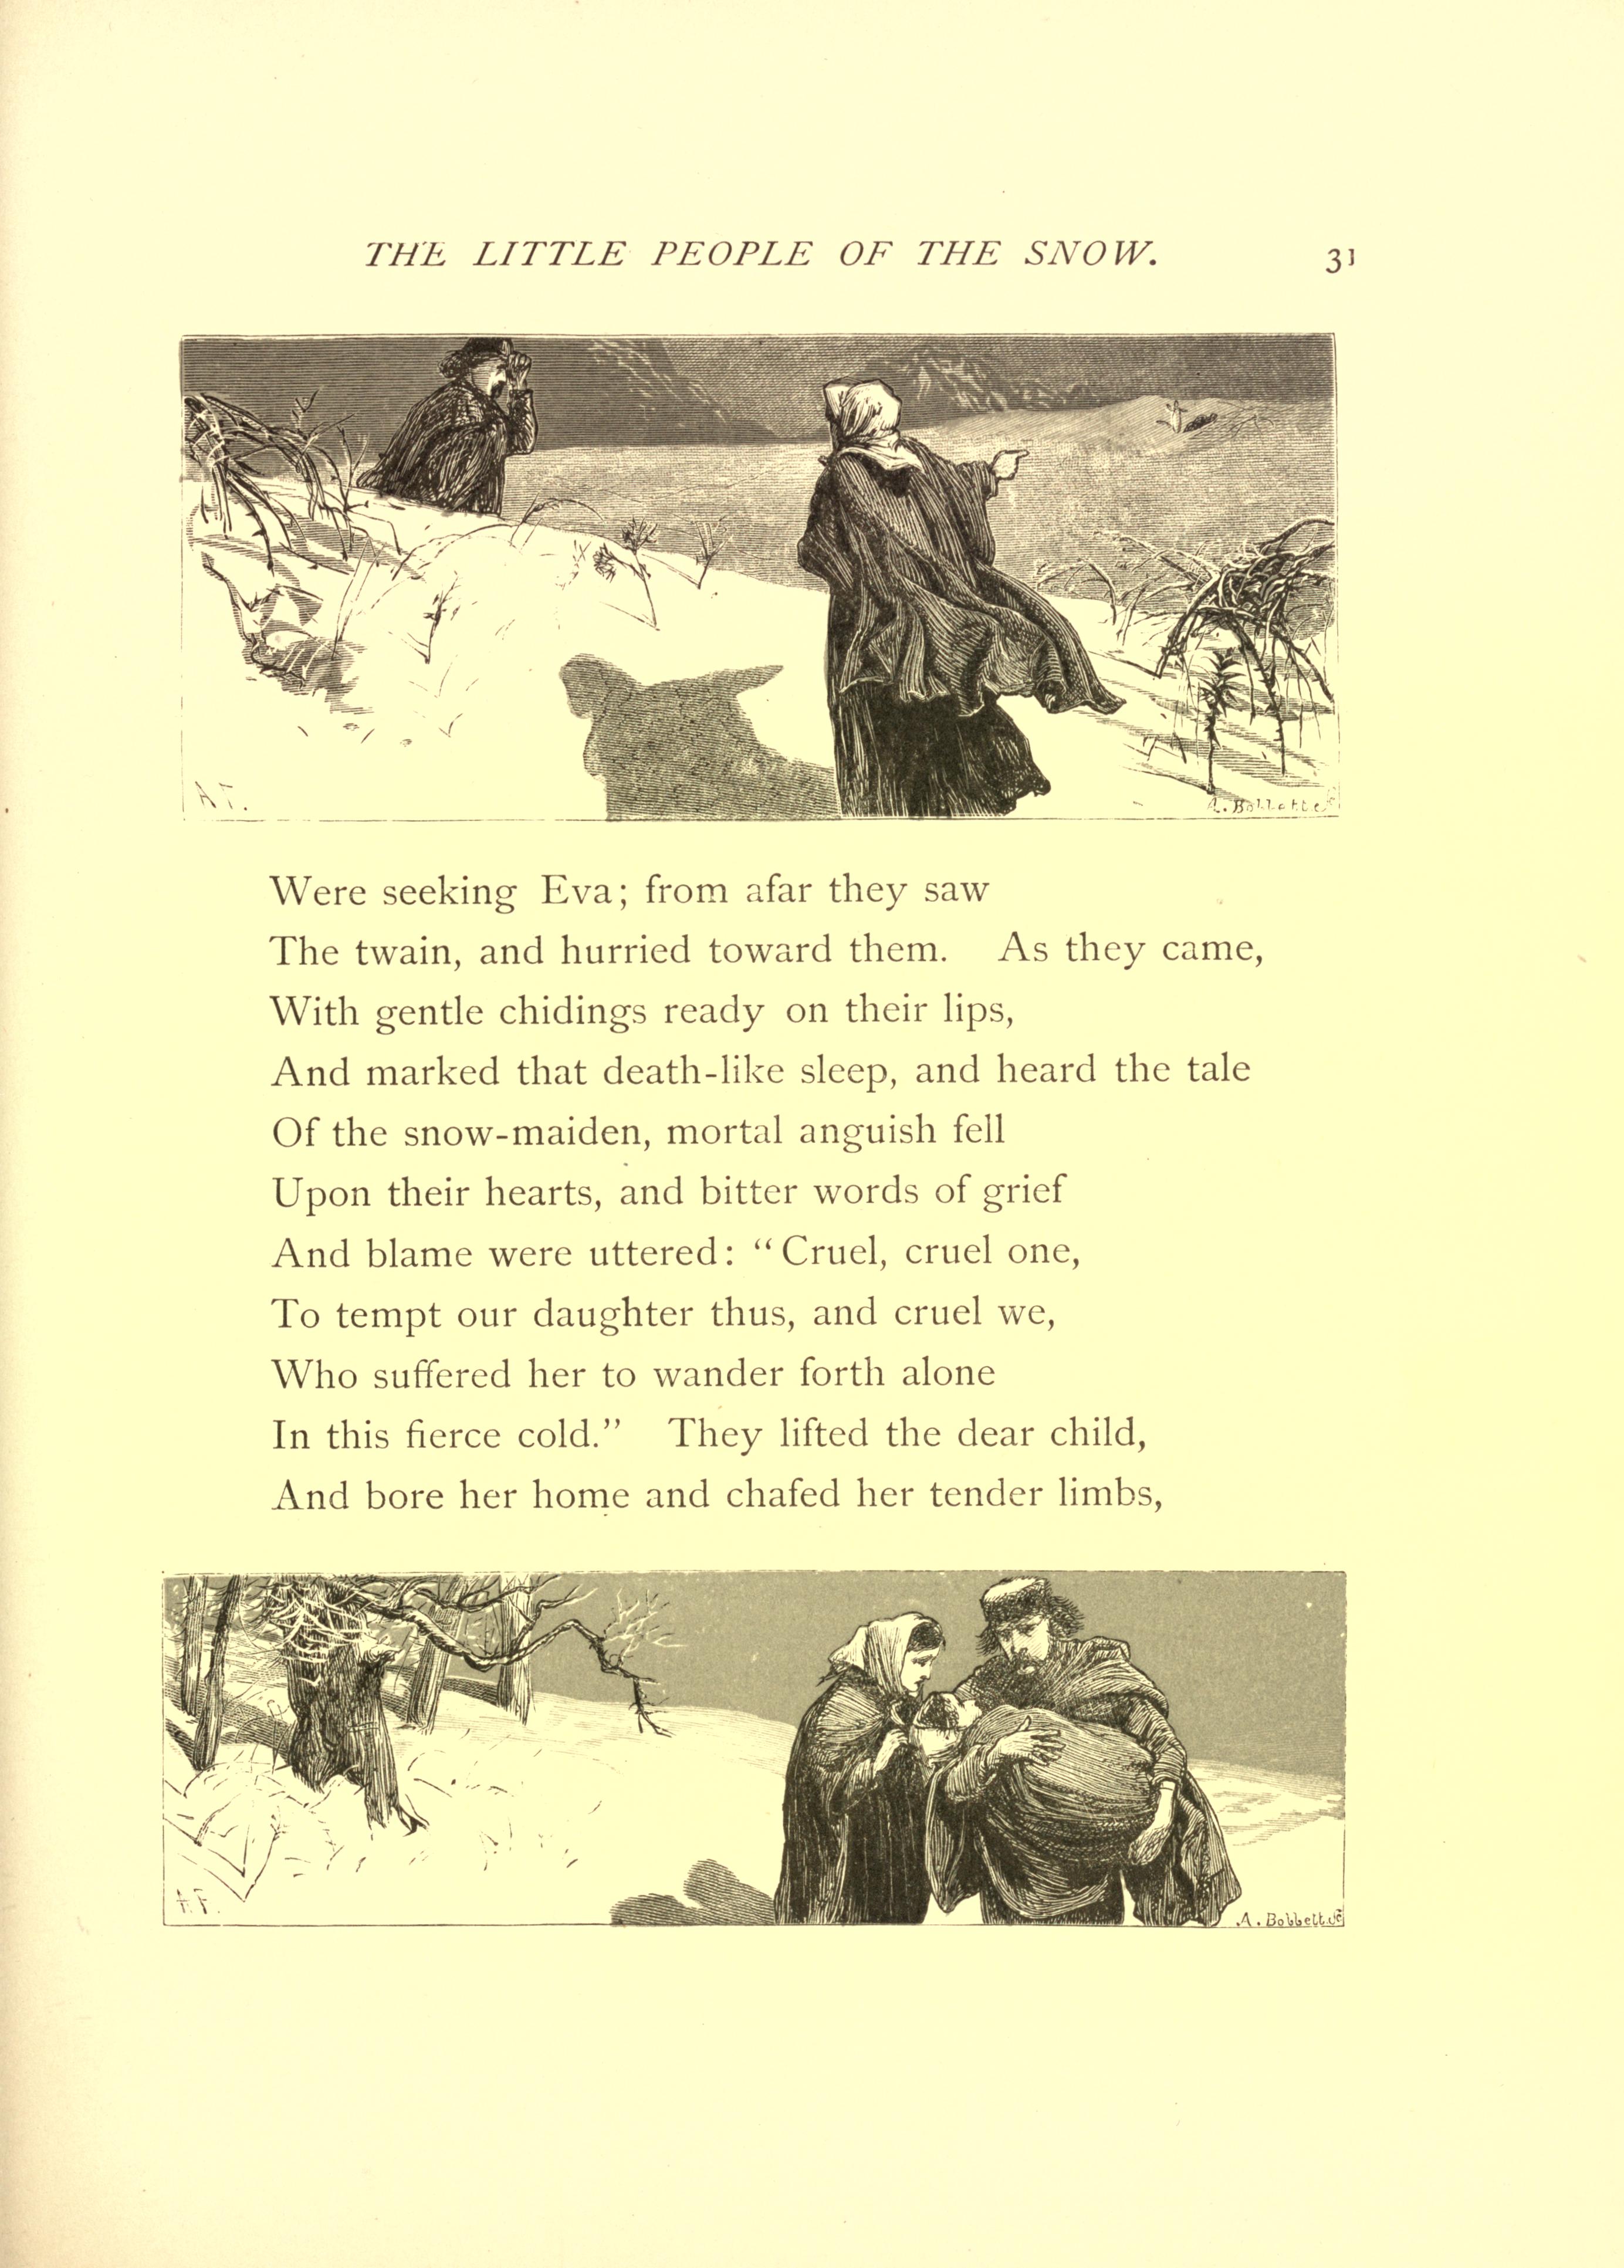 THE LITTLE PEOPLE OF THE SNOW. 31
A. Bobbett Sc
Were seeking Eva; from afar they saw
The twain, and hurried toward them. As they came,
With gentle chidings ready on their lips,
And marked that death-like sleep, and heard the tale
Of the snow-maiden, mortal anguish fell
Upon their hearts, and bitter words of grief
And blame were uttered: “Cruel, cruel one,
To tempt our daughter thus, and cruel we,
Who suffered her to wander forth alone
In this fierce cold.” They lifted the dear child,
And bore her home and chafed her tender limbs,
A. F.
A. Bobbett. Sc